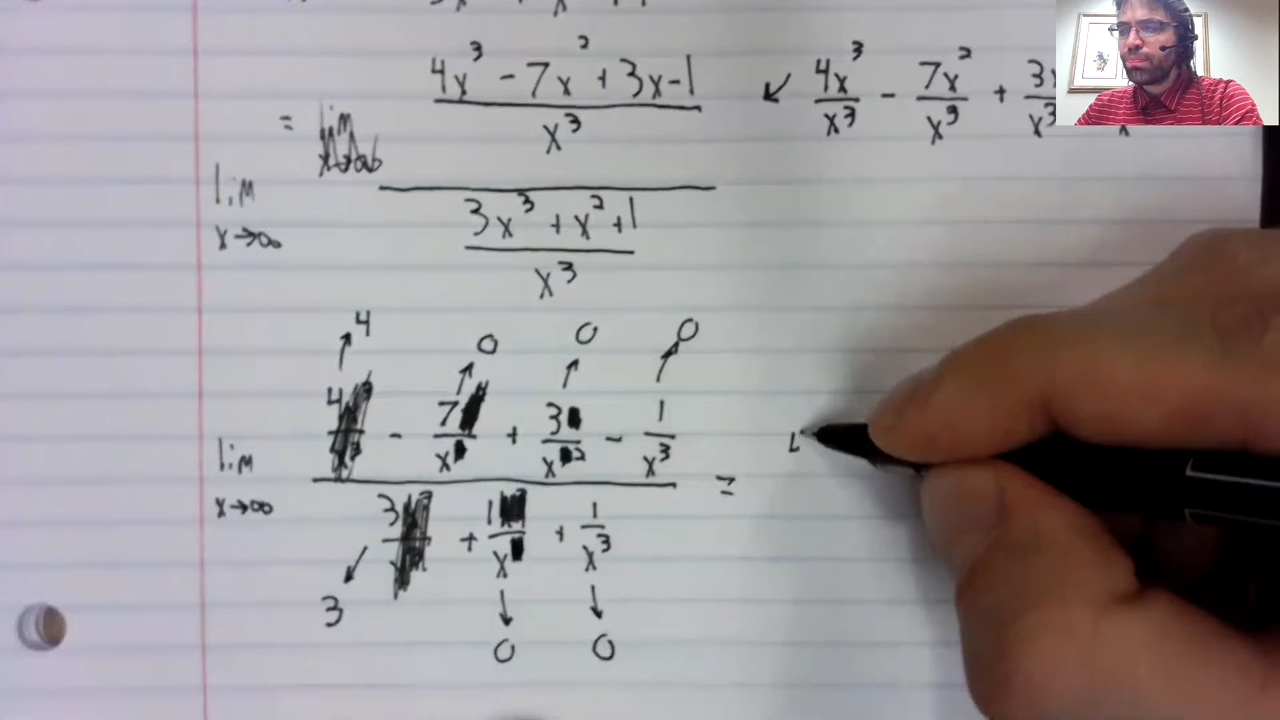 4x³ - 7x² + 3x - 1 ↙ 4x³ - 7x² + 3x
= x³ x³ x³ x³ x
lim
x→∞
3x³ + x² + 1
x³
4 0 0 0
4 - 7 + 3 - 1
lim x x² x³ =
x→∞
3 + 1 + 1
x x³
3 0 0